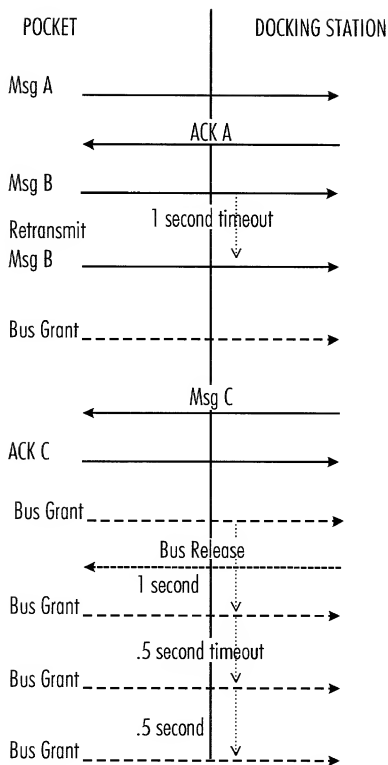 POCKET
DOCKING STATION
Msg A
ACK A
Msg B
1 second timeout
Retransmit
Msg B
Bus Grant
Msg C
ACK C
Bus Grant
Bus Release
1 second
Bus Grant
.5 second timeout
Bus Grant
.5 second
Bus Grant